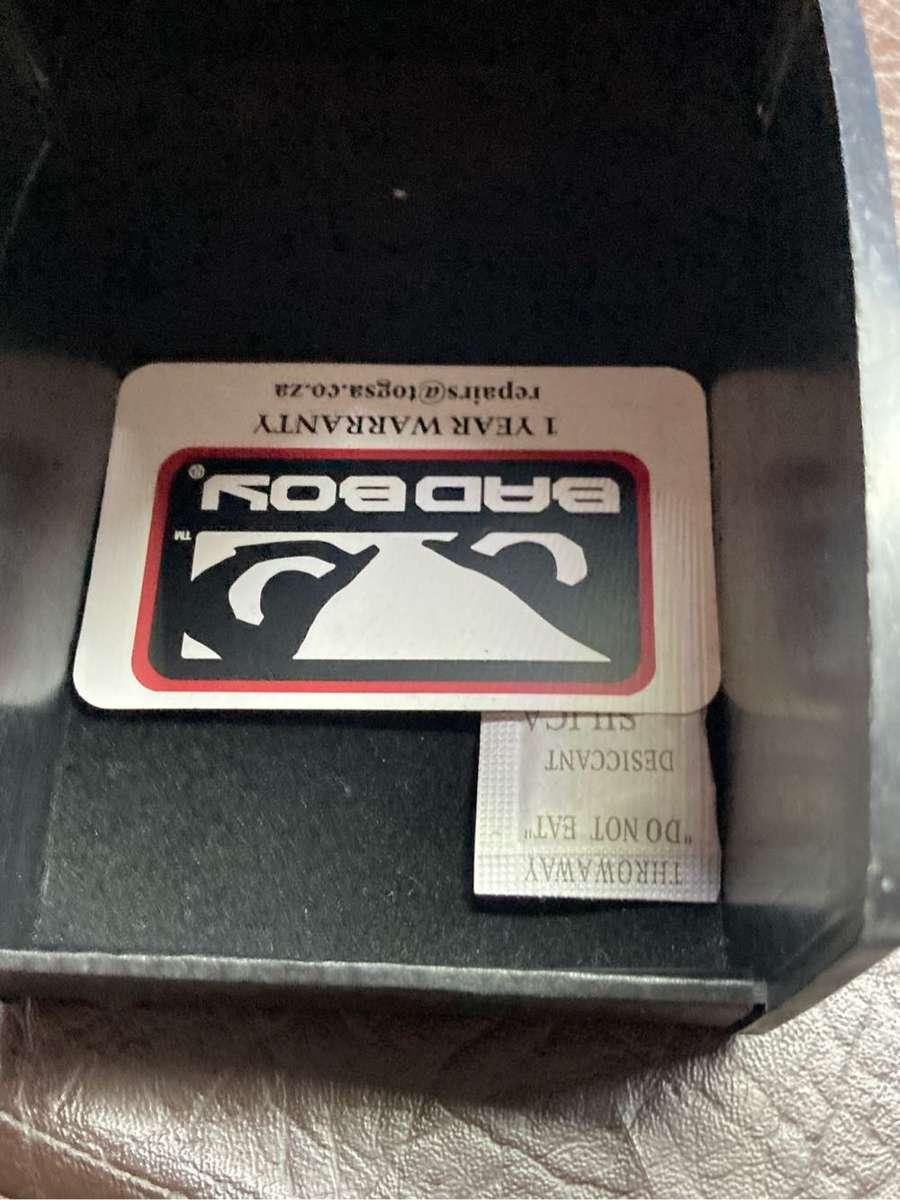 BAD BOY®
TM
1 YEAR WARRANTY
repairs@togsa.co.za
THROWAWAY
"DO NOT EAT"
DESICCANT
SILICA